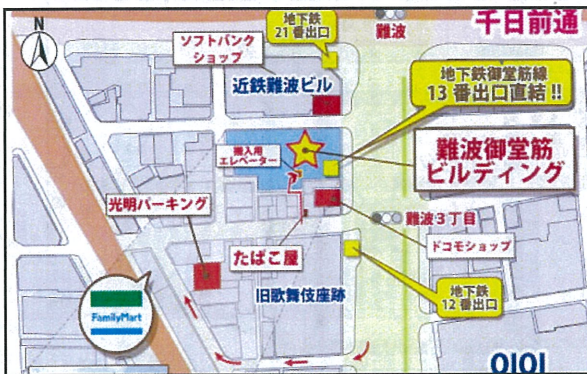 N
地下鉄
21番出口
難波
千日前通
ソフトバンク
ショップ
近鉄難波ビル
地下鉄御堂筋線
13番出口直結!!
搬入用
エレベーター
難波御堂筋
ビルディング
光明パーキング
難波3丁目
ドコモショップ
たばこ屋
旧歌舞伎座跡
地下鉄
12番出口
FamilyMart
OIOI